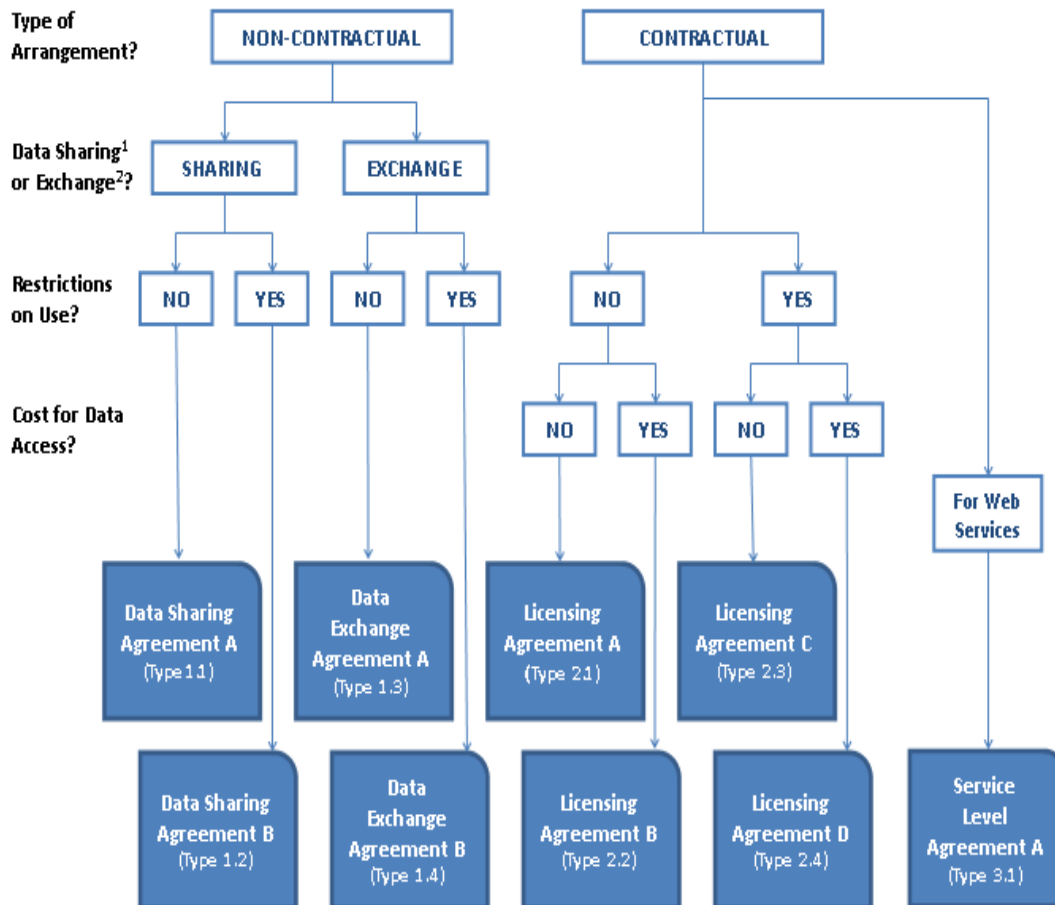 Type of
Arrangement?
NON-CONTRACTUAL
CONTRACTUAL
Data Sharing¹
or Exchange²?
SHARING
EXCHANGE
Restrictions
on Use?
NO
YES
NO
YES
NO
YES
Cost for Data
Access?
NO
YES
NO
YES
For Web
Services
Data Sharing
Agreement A
(Type 1.1)
Data
Exchange
Agreement A
(Type 1.3)
Licensing
Agreement A
(Type 2.1)
Licensing
Agreement C
(Type 2.3)
Data Sharing
Agreement B
(Type 1.2)
Data
Exchange
Agreement
B
(Type 1.4)
Licensing
Agreement B
(Type 2.2)
Licensing
Agreement D
(Type 2.4)
Service
Level
Agreement A
(Type 3.1)